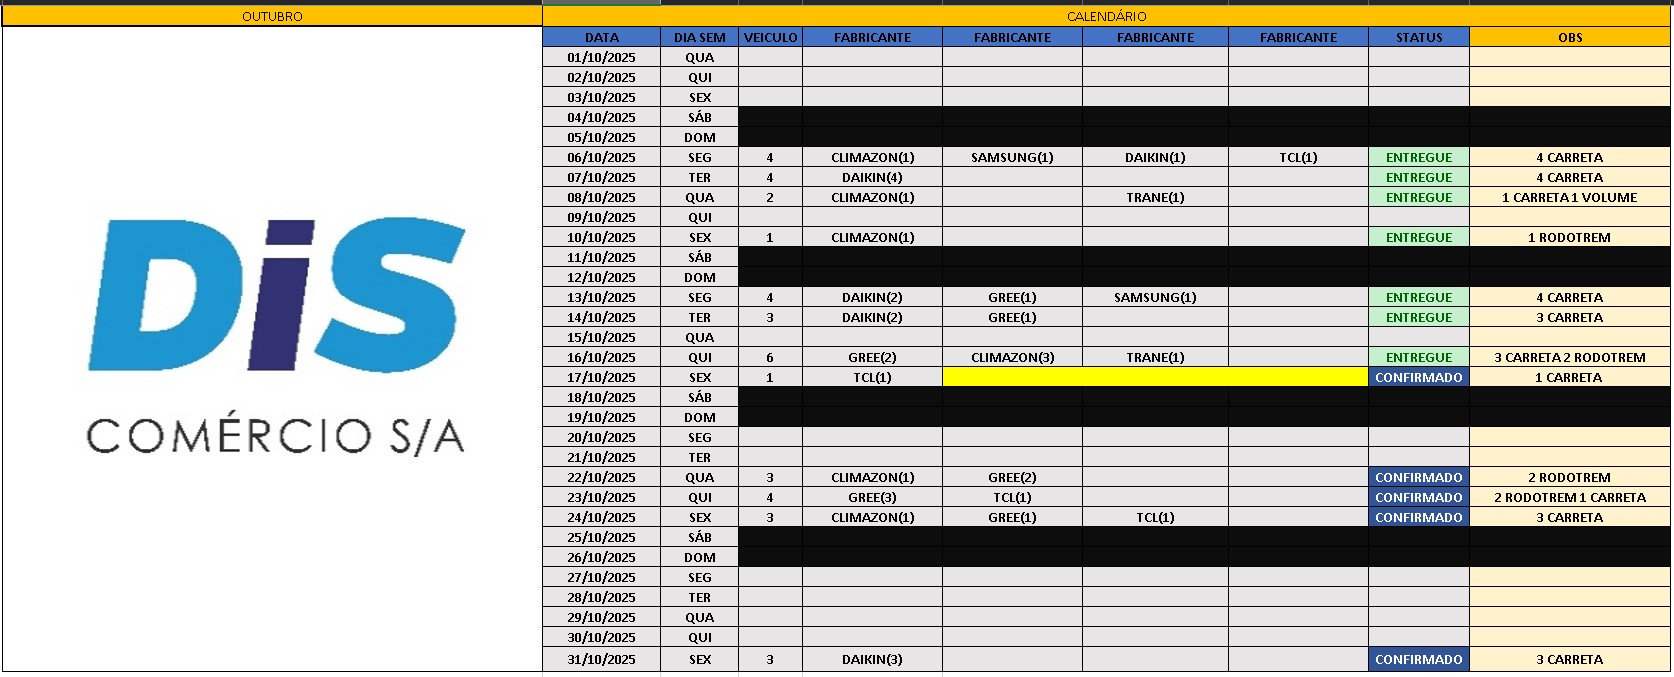 OUTUBRO CALENDÁRIO
DATA DIA SEM VEICULO FABRICANTE FABRICANTE FABRICANTE FABRICANTE STATUS OBS
01/10/2025 QUA
02/10/2025 QUI
03/10/2025 SEX
04/10/2025 SÁB
05/10/2025 DOM
06/10/2025 SEG 4 CLIMAZON(1) SAMSUNG(1) DAIKIN(1) TCL(1) ENTREGUE 4 CARRETA
07/10/2025 TER 4 DAIKIN(4) ENTREGUE 4 CARRETA
08/10/2025 QUA 2 CLIMAZON(1) TRANE(1) ENTREGUE 1 CARRETA 1 VOLUME
09/10/2025 QUI
10/10/2025 SEX 1 CLIMAZON(1) ENTREGUE 1 RODOTREM
11/10/2025 SÁB
12/10/2025 DOM
13/10/2025 SEG 4 DAIKIN(2) GREE(1) SAMSUNG(1) ENTREGUE 4 CARRETA
14/10/2025 TER 3 DAIKIN(2) GREE(1) ENTREGUE 3 CARRETA
15/10/2025 QUA
16/10/2025 QUI 6 GREE(2) CLIMAZON(3) TRANE(1) ENTREGUE 3 CARRETA 2 RODOTREM
17/10/2025 SEX 1 TCL(1) CONFIRMADO 1 CARRETA
18/10/2025 SÁB
19/10/2025 DOM
20/10/2025 SEG
21/10/2025 TER
22/10/2025 QUA 3 CLIMAZON(1) GREE(2) CONFIRMADO 2 RODOTREM
23/10/2025 QUI 4 GREE(3) TCL(1) CONFIRMADO 2 RODOTREM 1 CARRETA
24/10/2025 SEX 3 CLIMAZON(1) GREE(1) TCL(1) CONFIRMADO 3 CARRETA
25/10/2025 SÁB
26/10/2025 DOM
27/10/2025 SEG
28/10/2025 TER
29/10/2025 QUA
30/10/2025 QUI
31/10/2025 SEX 3 DAIKIN(3) CONFIRMADO 3 CARRETA
DiS
COMÉRCIO S/A